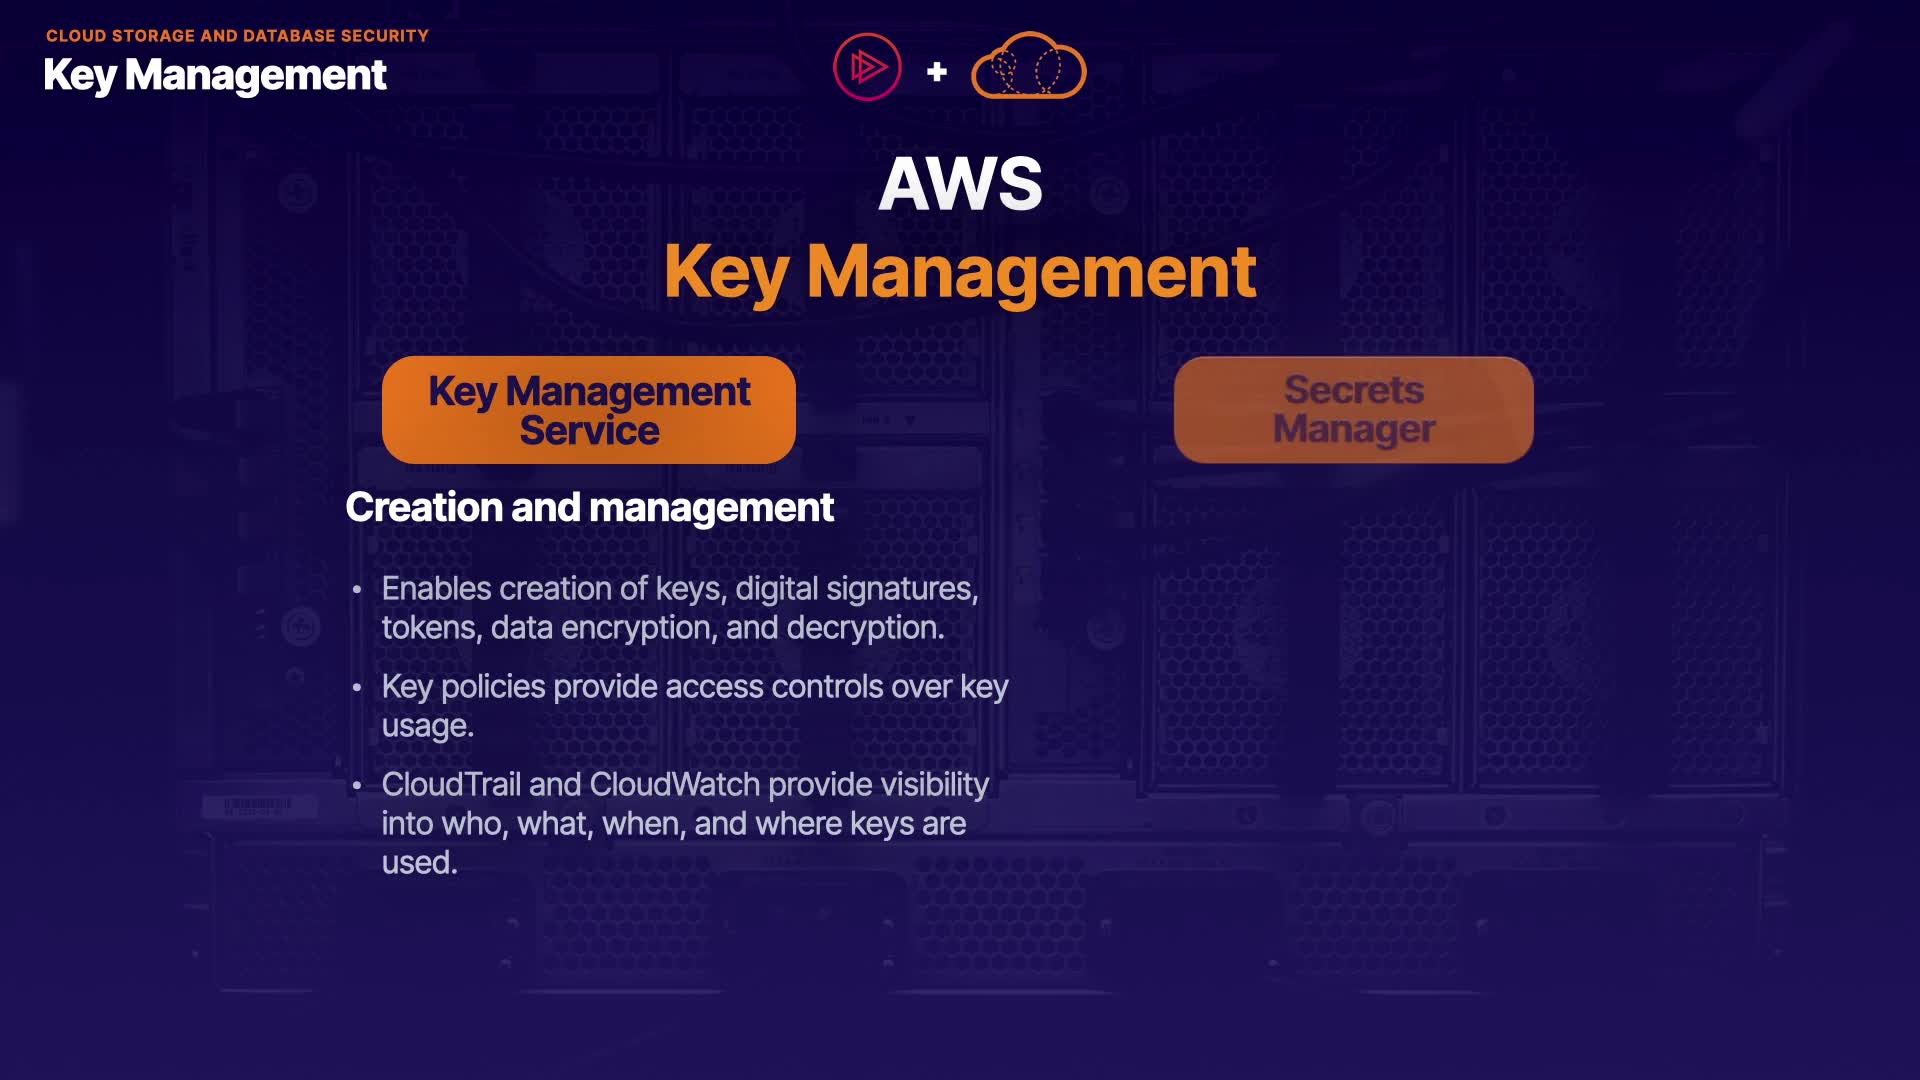 CLOUD STORAGE AND DATABASE SECURITY
Key Management
+
AWS
Key Management
Key Management
Service
Secrets
Manager
Creation and management
• Enables creation of keys, digital signatures,
tokens, data encryption, and decryption.
• Key policies provide access controls over key
usage.
• CloudTrail and CloudWatch provide visibility
into who, what, when, and where keys are
used.